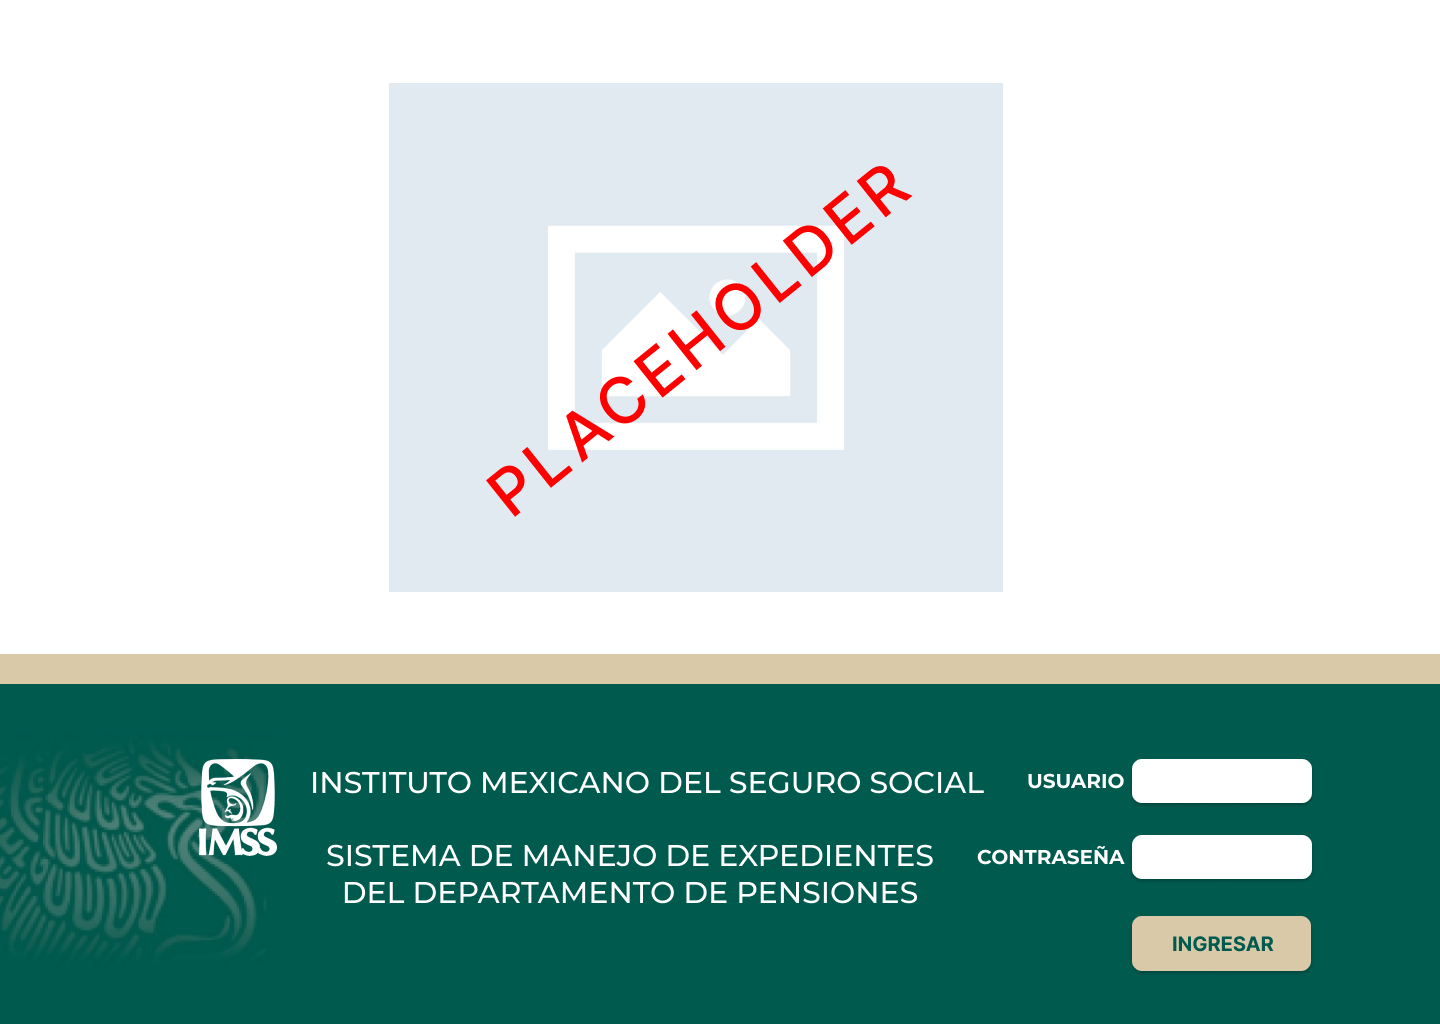 PLACEHOLDER
IMSS
INSTITUTO MEXICANO DEL SEGURO SOCIAL
SISTEMA DE MANEJO DE EXPEDIENTES
DEL DEPARTAMENTO DE PENSIONES
USUARIO
CONTRASEÑA
INGRESAR